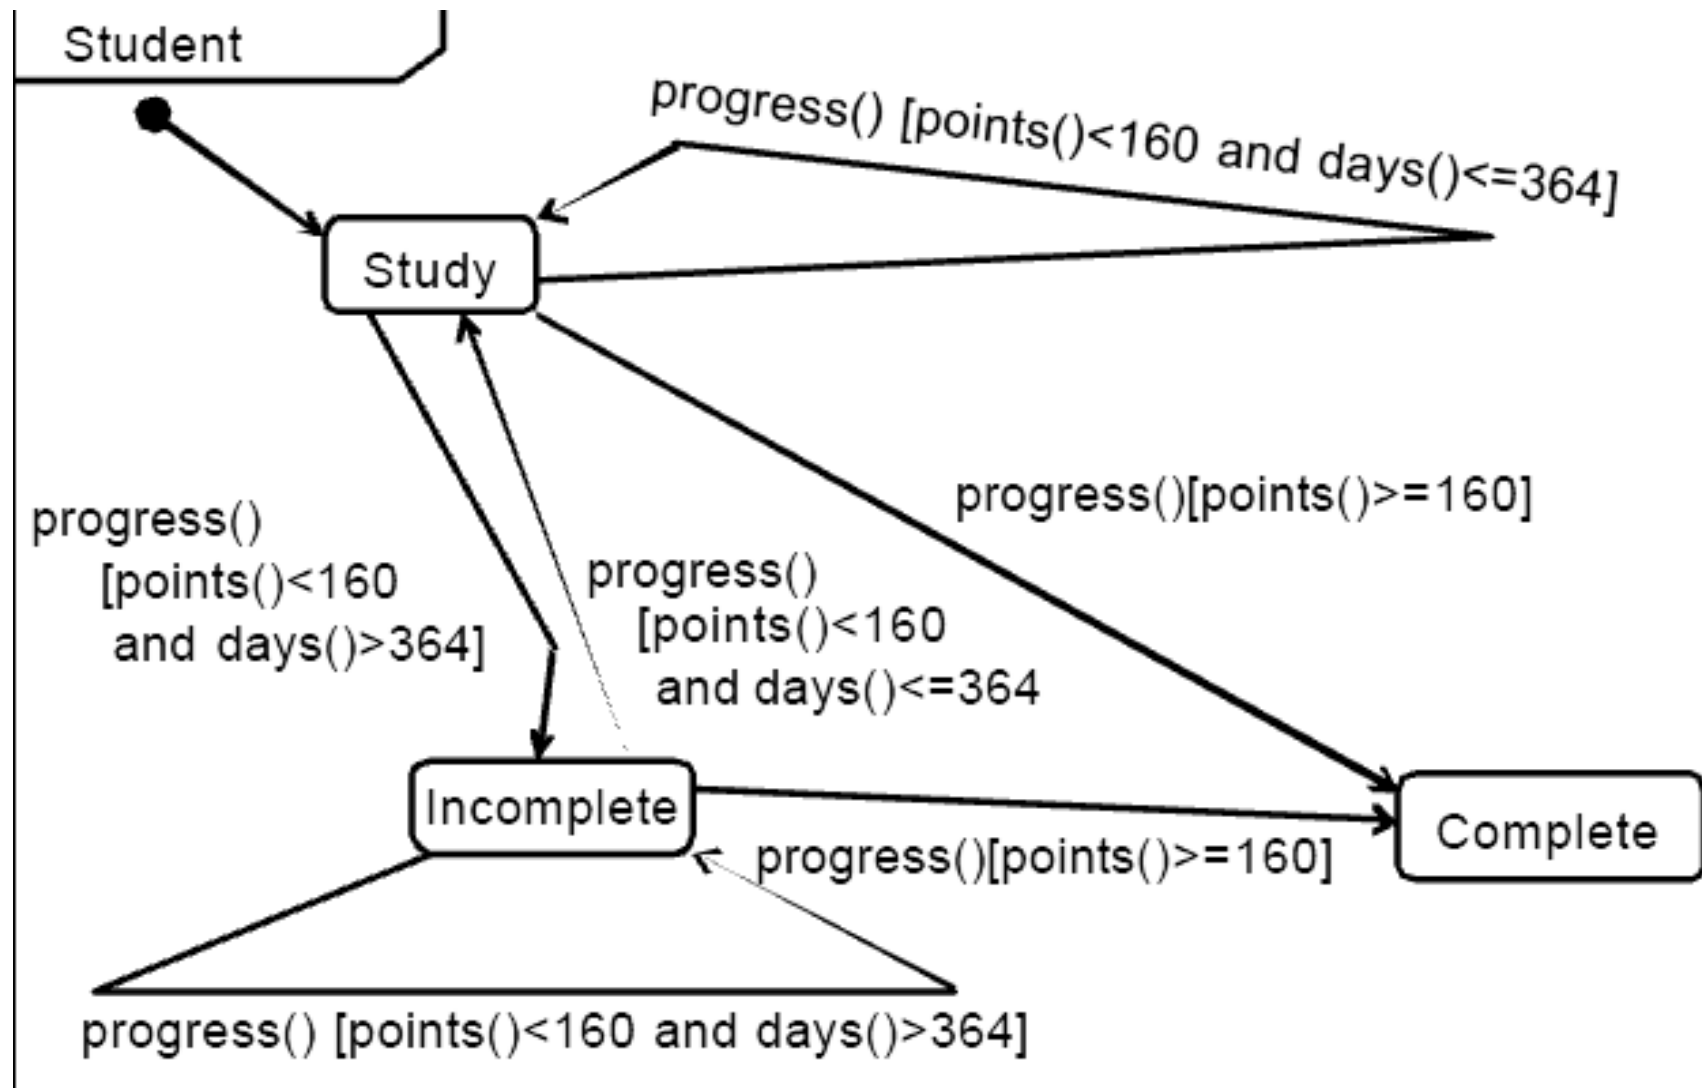 Student
progress() [points()<160 and days()<=364]
Study
progress()[points()>=160]
progress()
[points()<160
and days()>364]
progress()
[points()<160
and days()<=364
Incomplete
Complete
progress()[points()>=160]
progress() [points()<160 and days()>364]